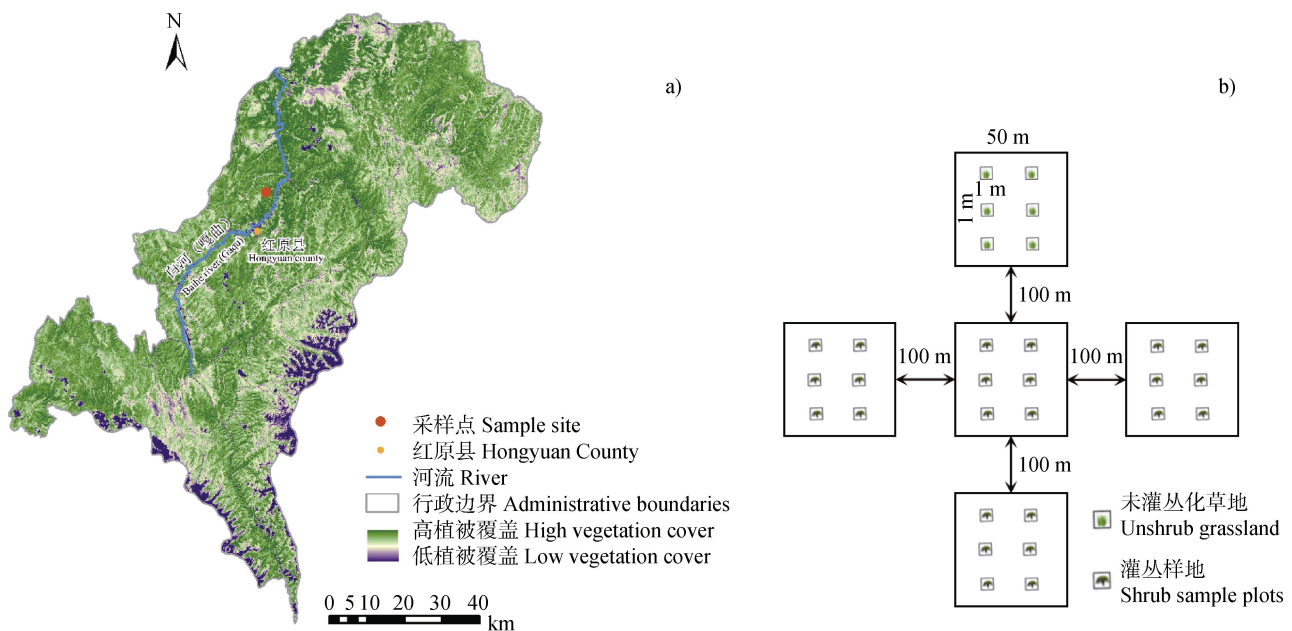 N
a)
白河（嘎曲）
Baihe river (Gaqu)
红原县
Hongyuan county
采样点 Sample site
红原县 Hongyuan County
河流 River
行政边界 Administrative boundaries
高植被覆盖 High vegetation cover
低植被覆盖 Low vegetation cover
0 5 10 20 30 40
km
b)
50 m
1 m
1 m
100 m
100 m
100 m
100 m
未灌丛化草地
Unshrub grassland
灌丛样地
Shrub sample plots